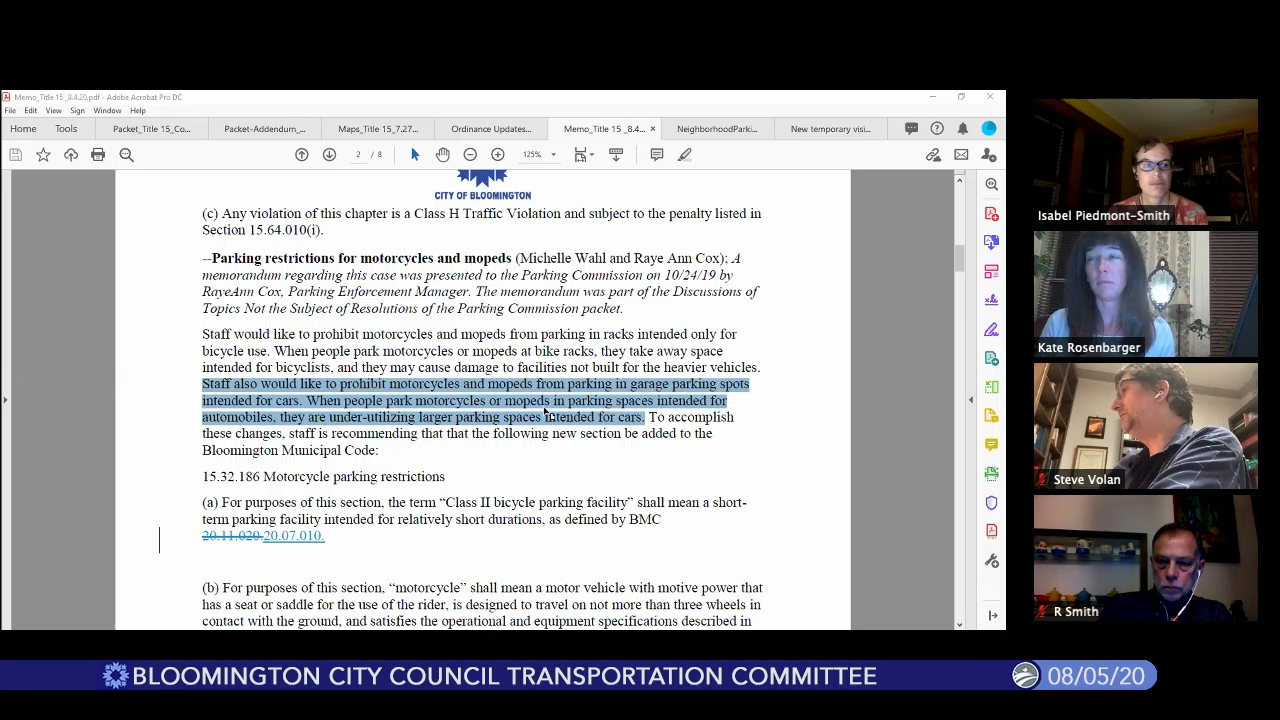 Memo_Title 15 _8.4.20.pdf - Adobe Acrobat Pro DC
File Edit View Sign Window Help
Home Tools Packet_Title 15_Co... Packet-Addendum_... Maps_Title 15_7.27... Ordinance Updates... Memo_Title 15 _8.4... × NeighborhoodParki... New temporary visi...
2 / 8 125%
CITY OF BLOOMINGTON
(c) Any violation of this chapter is a Class H Traffic Violation and subject to the penalty listed in
Section 15.64.010(i).
--Parking restrictions for motorcycles and mopeds (Michelle Wahl and Raye Ann Cox); A
memorandum regarding this case was presented to the Parking Commission on 10/24/19 by
RayeAnn Cox, Parking Enforcement Manager. The memorandum was part of the Discussions of
Topics Not the Subject of Resolutions of the Parking Commission packet.
Staff would like to prohibit motorcycles and mopeds from parking in racks intended only for
bicycle use. When people park motorcycles or mopeds at bike racks, they take away space
intended for bicyclists, and they may cause damage to facilities not built for the heavier vehicles.
Staff also would like to prohibit motorcycles and mopeds from parking in garage parking spots
intended for cars. When people park motorcycles or mopeds in parking spaces intended for
automobiles, they are under-utilizing larger parking spaces intended for cars. To accomplish
these changes, staff is recommending that that the following new section be added to the
Bloomington Municipal Code:
15.32.186 Motorcycle parking restrictions
(a) For purposes of this section, the term “Class II bicycle parking facility” shall mean a short-
term parking facility intended for relatively short durations, as defined by BMC
20.11.020.20.07.010.
(b) For purposes of this section, “motorcycle” shall mean a motor vehicle with motive power that
has a seat or saddle for the use of the rider, is designed to travel on not more than three wheels in
contact with the ground, and satisfies the operational and equipment specifications described in
Isabel Piedmont-Smith
Kate Rosenbarger
Steve Volan
R Smith
BLOOMINGTON CITY COUNCIL TRANSPORTATION COMMITTEE 08/05/20